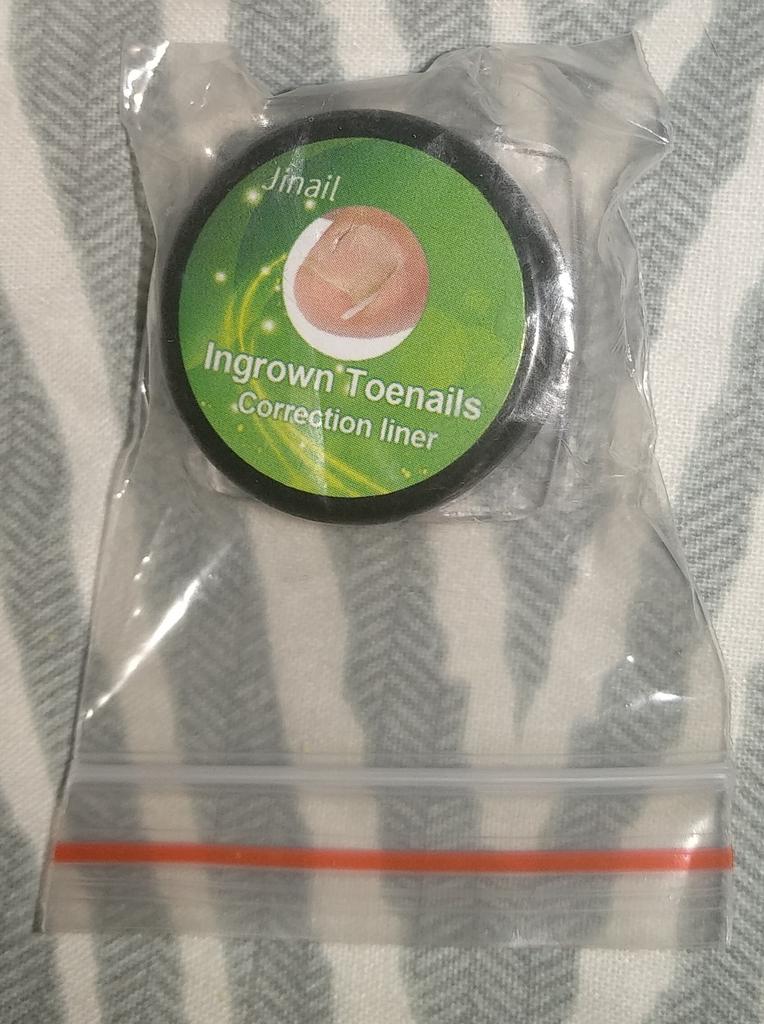 Jinail
Ingrown Toenails
Correction liner